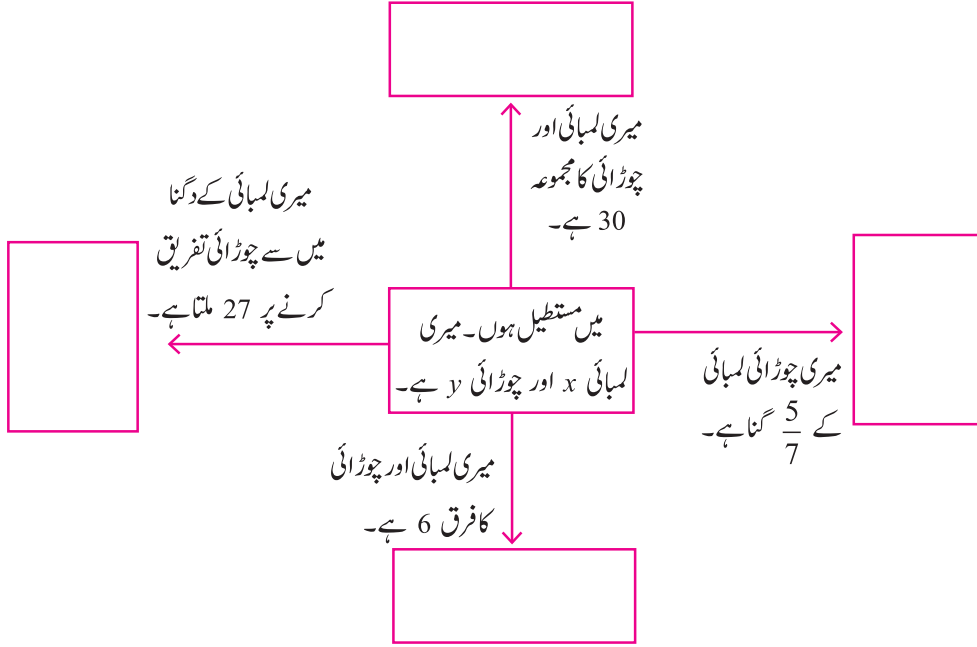 میری لمبائی اور
چوڑائی کا مجموعہ
30 ہے۔
میری لمبائی کے دگنا
میں سے چوڑائی تفریق
کرنے پر 27 ملتا ہے۔
میں مستطیل ہوں۔ میری
لمبائی x اور چوڑائی y ہے۔
میری چوڑائی لمبائی
کے 5/7 گنا ہے۔
میری لمبائی اور چوڑائی
کا فرق 6 ہے۔